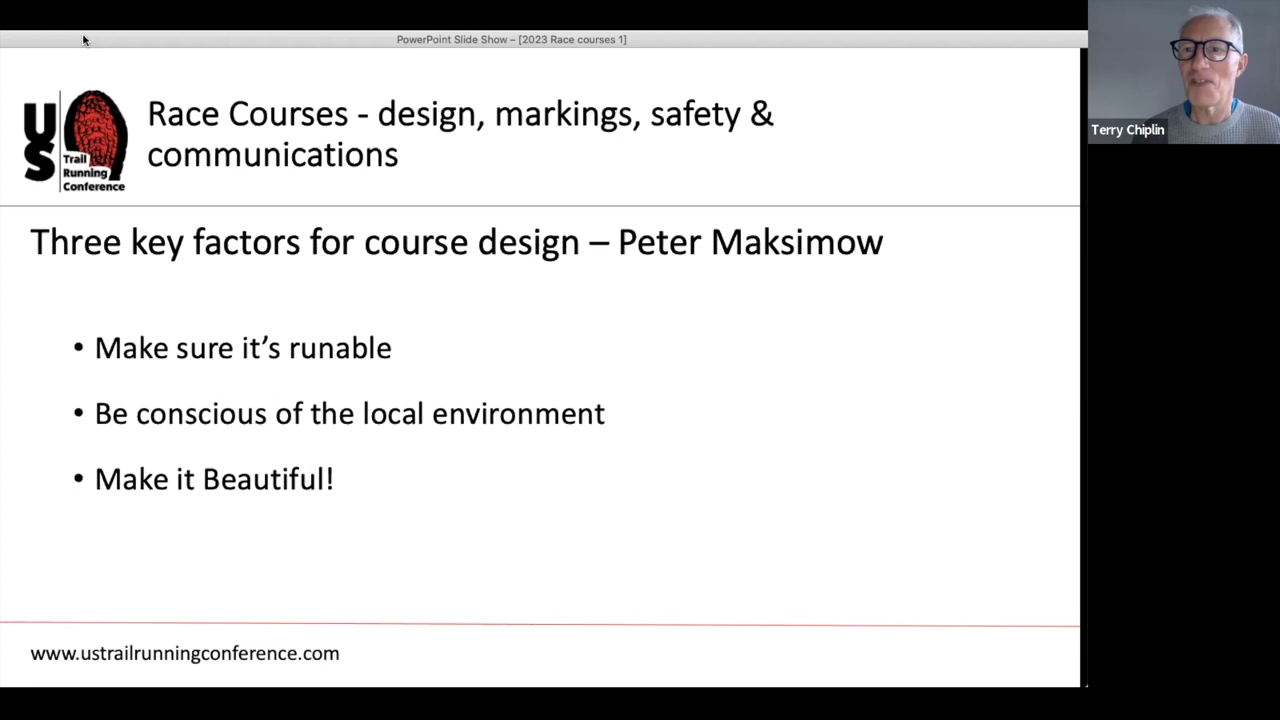 PowerPoint Slide Show – [2023 Race courses 1]
US
Trail
Running
Conference
Race Courses - design, markings, safety &
communications
Terry Chiplin
Three key factors for course design – Peter Maksimow
• Make sure it’s runable
• Be conscious of the local environment
• Make it Beautiful!
www.ustrailrunningconference.com